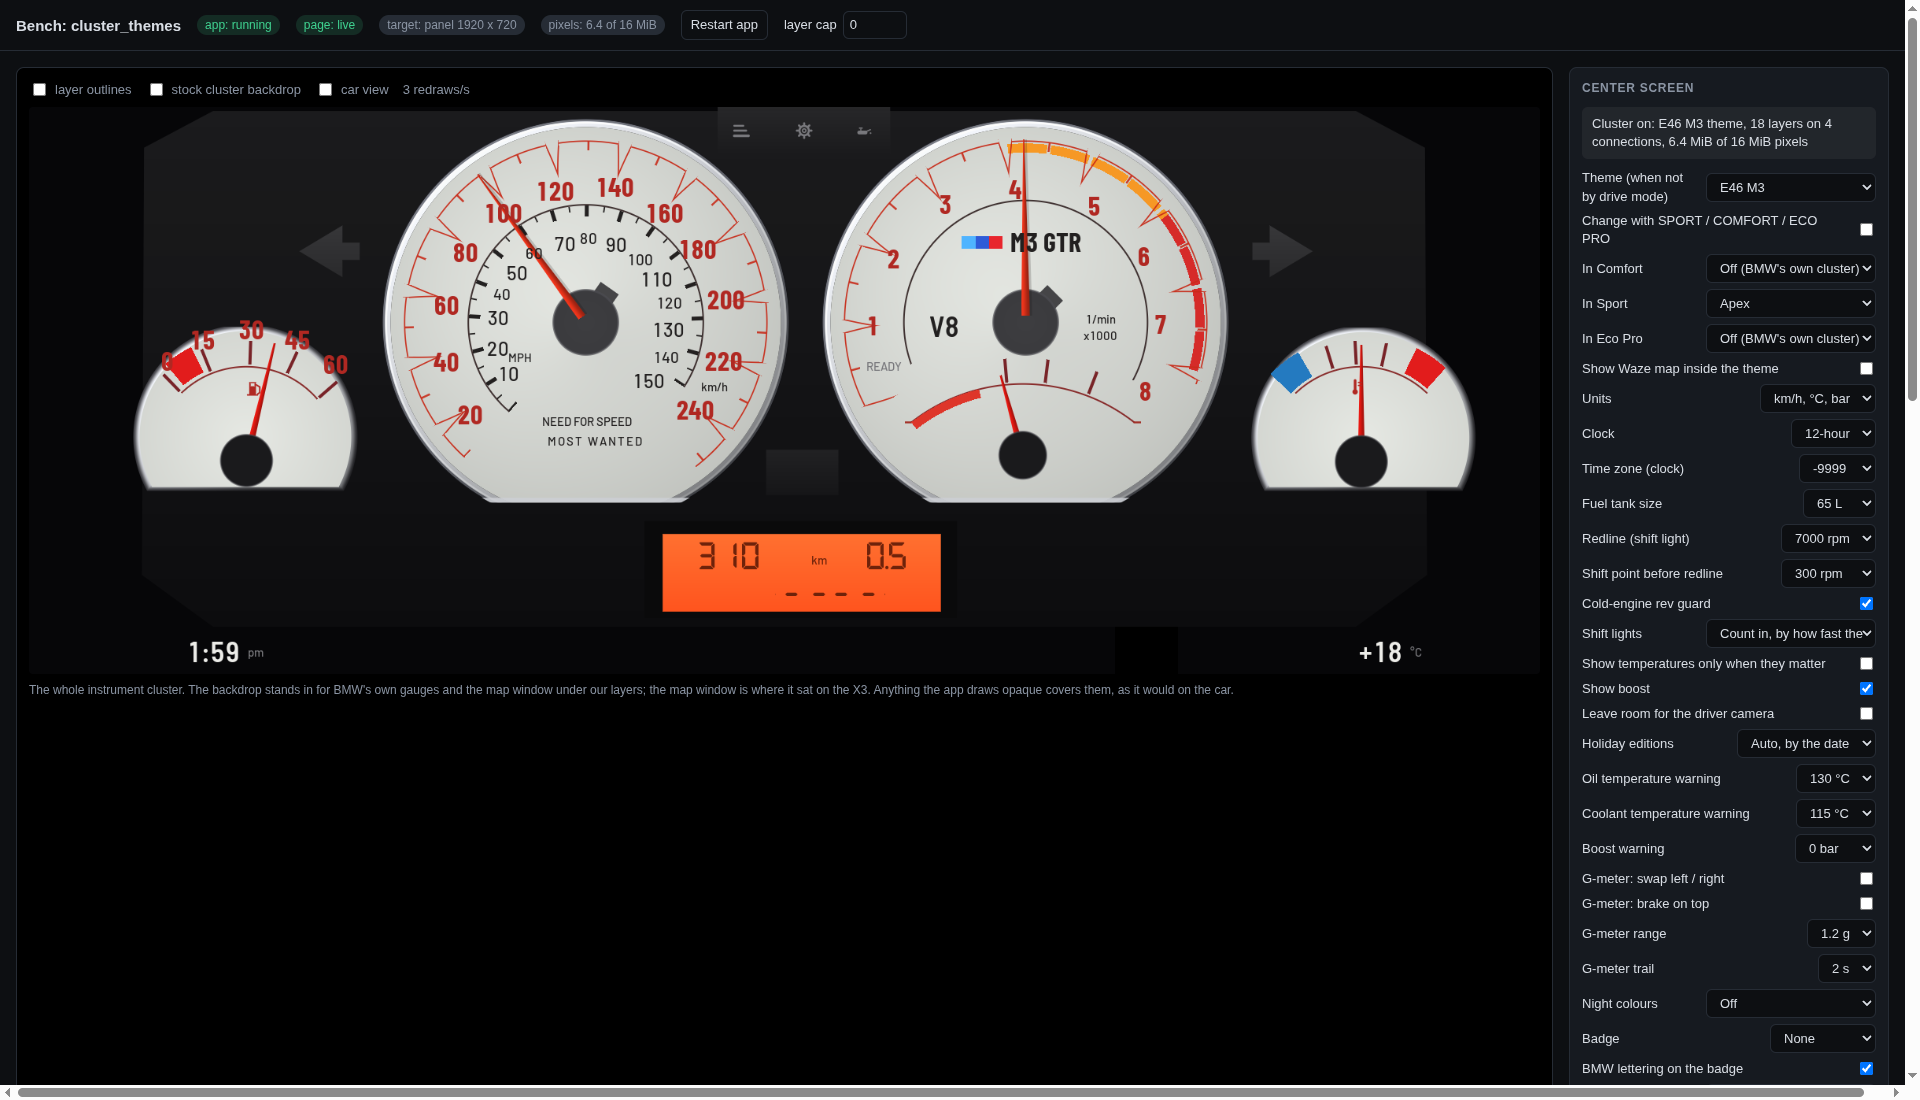 Bench: cluster_themes
app: running
page: live
target: panel 1920 x 720
pixels: 6.4 of 16 MiB
Restart app
layer cap
0
layer outlines
stock cluster backdrop
car view
3 redraws/s
0
15
30
45
60
20
40
60
80
100
120
140
160
180
200
220
240
km/h
10
20
30
40
50
60
70
80
90
100
110
120
130
140
150
MPH
NEED FOR SPEED
MOST WANTED
1
2
3
4
5
6
7
8
M3 GTR
V8
1/min
x1000
READY
310
km
0.5
- - - -
1:59 pm
+18 °C
The whole instrument cluster. The backdrop stands in for BMW's own gauges and the map window under our layers; the map window is where it sat on the X3. Anything the app draws opaque covers them, as it would on the car.
CENTER SCREEN
Cluster on: E46 M3 theme, 18 layers on 4
connections, 6.4 MiB of 16 MiB pixels
Theme (when not
by drive mode)
E46 M3
Change with SPORT / COMFORT / ECO
PRO
In Comfort
Off (BMW's own cluster)
In Sport
Apex
In Eco Pro
Off (BMW's own cluster)
Show Waze map inside the theme
Units
km/h, °C, bar
Clock
12-hour
Time zone (clock)
-9999
Fuel tank size
65 L
Redline (shift light)
7000 rpm
Shift point before redline
300 rpm
Cold-engine rev guard
Shift lights
Count in, by how fast the
Show temperatures only when they matter
Show boost
Leave room for the driver camera
Holiday editions
Auto, by the date
Oil temperature warning
130 °C
Coolant temperature warning
115 °C
Boost warning
0 bar
G-meter: swap left / right
G-meter: brake on top
G-meter range
1.2 g
G-meter trail
2 s
Night colours
Off
Badge
None
BMW lettering on the badge